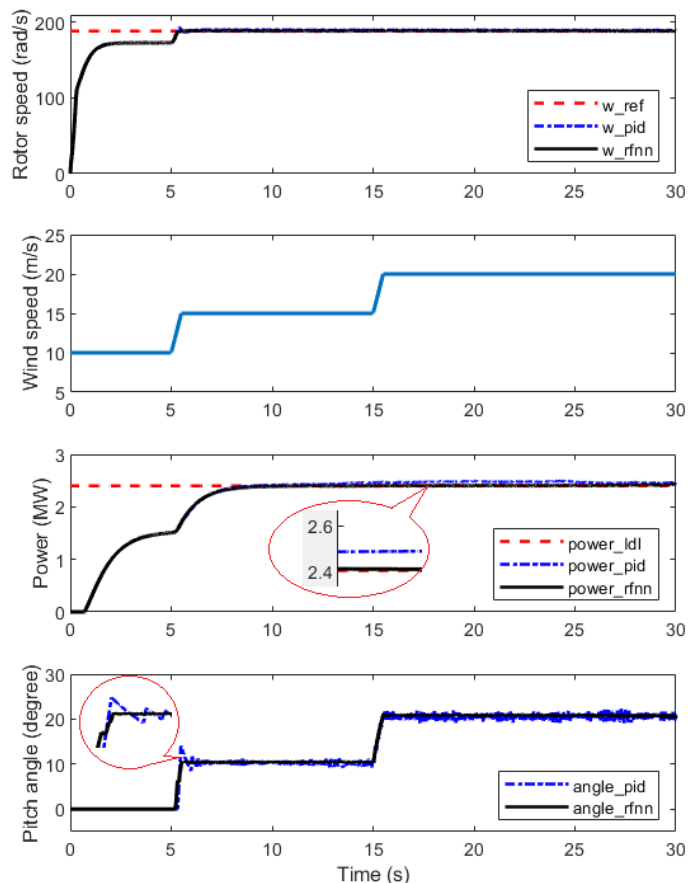 Rotor speed (rad/s)
200
100
0
w_ref
w_pid
w_rfnn
0 5 10 15 20 25 30
Wind speed (m/s)
25
20
15
10
5
0 5 10 15 20 25 30
Power (MW)
3
2
1
0
2.6
2.4
power_ldl
power_pid
power_rfnn
0 5 10 15 20 25 30
Pitch angle (degree)
30
20
10
0
angle_pid
angle_rfnn
0 5 10 15 20 25 30
Time (s)